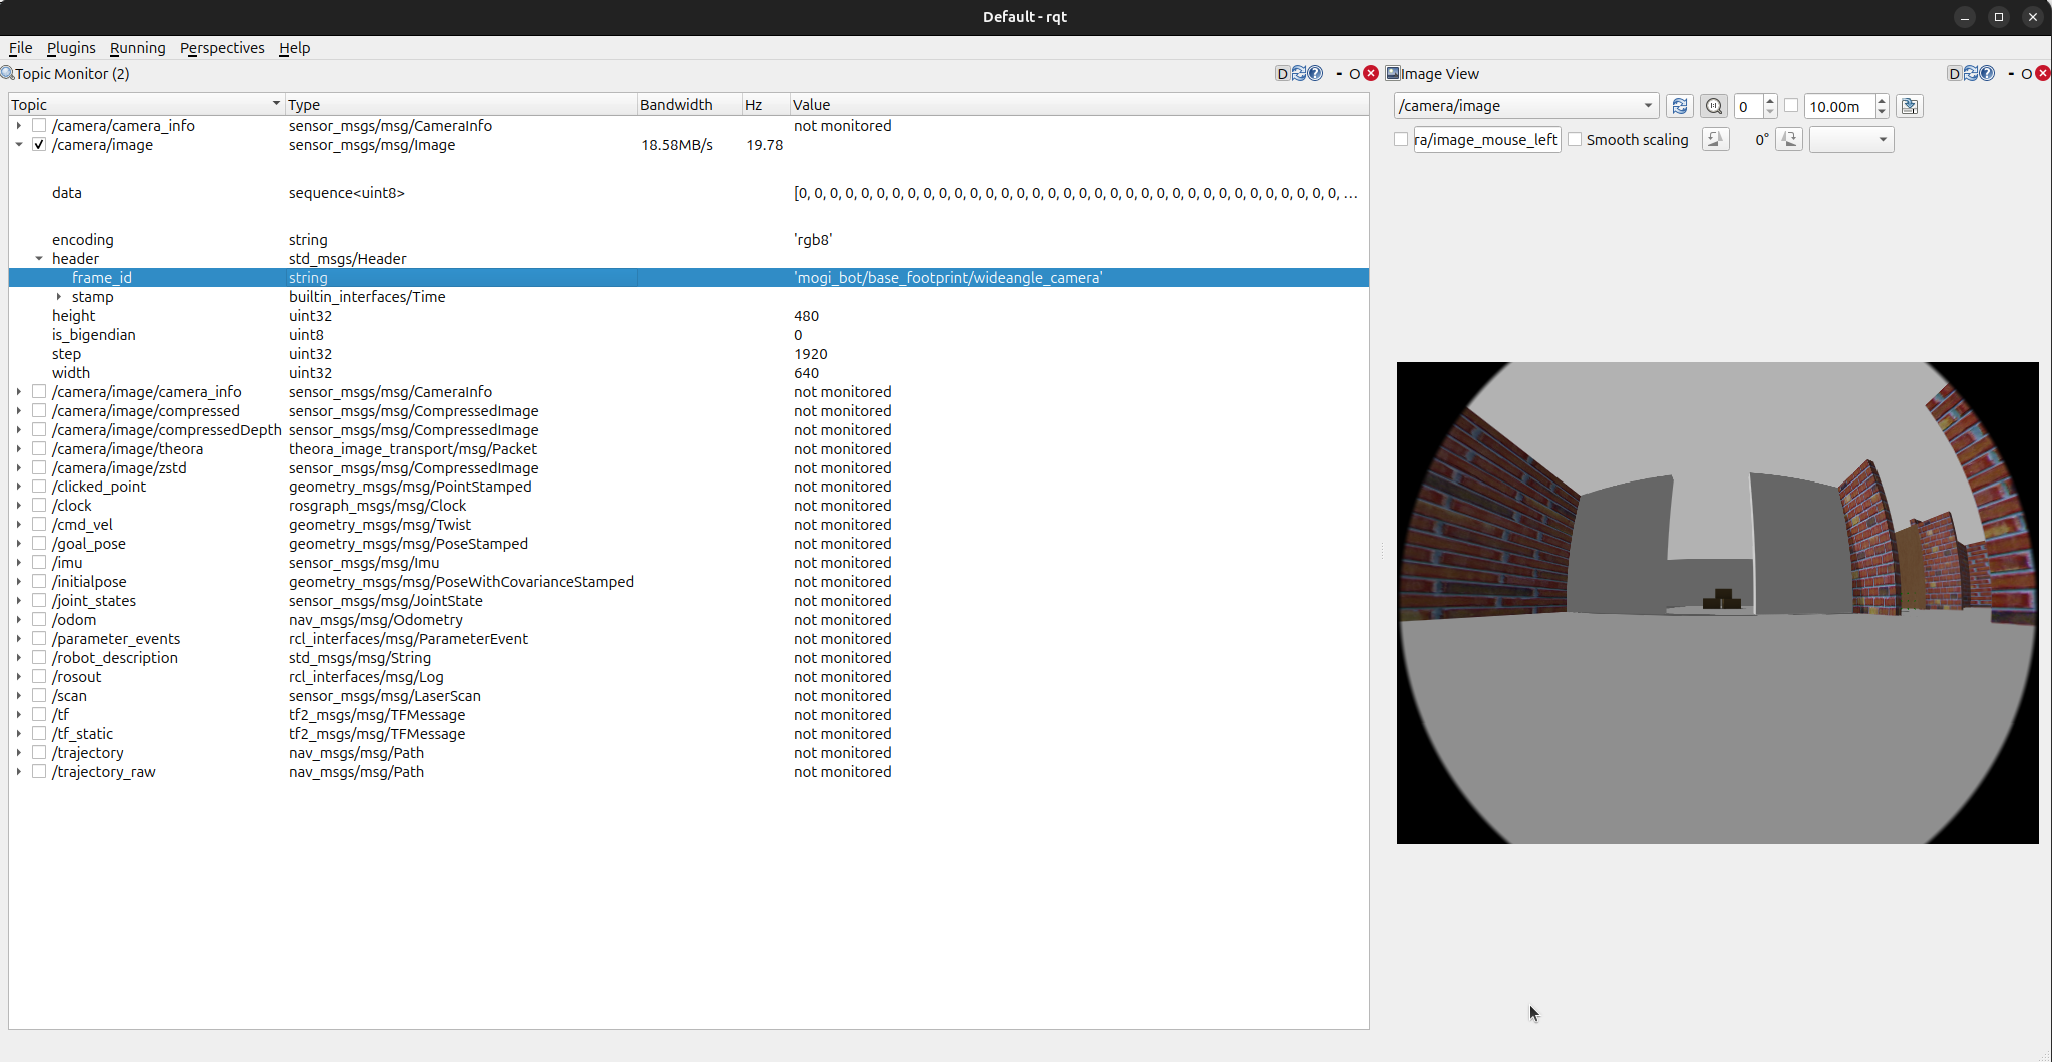 Default - rqt
File Plugins Running Perspectives Help
Topic Monitor (2) D - O
Topic Type Bandwidth Hz Value
/camera/camera_info sensor_msgs/msg/CameraInfo not monitored
/camera/image sensor_msgs/msg/Image 18.58MB/s 19.78
data sequence<uint8> [0, 0, 0, 0, 0, 0, 0, 0, 0, 0, 0, 0, 0, 0, 0, 0, 0, 0, 0, 0, 0, 0, 0, 0, 0, 0, 0, 0, 0, 0, 0, 0, 0, 0, 0, ...
encoding string 'rgb8'
header std_msgs/Header
frame_id string 'mogi_bot/base_footprint/wideangle_camera'
stamp builtin_interfaces/Time
height uint32 480
is_bigendian uint8 0
step uint32 1920
width uint32 640
/camera/image/camera_info sensor_msgs/msg/CameraInfo not monitored
/camera/image/compressed sensor_msgs/msg/CompressedImage not monitored
/camera/image/compressedDepth sensor_msgs/msg/CompressedImage not monitored
/camera/image/theora theora_image_transport/msg/Packet not monitored
/camera/image/zstd sensor_msgs/msg/CompressedImage not monitored
/clicked_point geometry_msgs/msg/PointStamped not monitored
/clock rosgraph_msgs/msg/Clock not monitored
/cmd_vel geometry_msgs/msg/Twist not monitored
/goal_pose geometry_msgs/msg/PoseStamped not monitored
/imu sensor_msgs/msg/Imu not monitored
/initialpose geometry_msgs/msg/PoseWithCovarianceStamped not monitored
/joint_states sensor_msgs/msg/JointState not monitored
/odom nav_msgs/msg/Odometry not monitored
/parameter_events rcl_interfaces/msg/ParameterEvent not monitored
/robot_description std_msgs/msg/String not monitored
/rosout rcl_interfaces/msg/Log not monitored
/scan sensor_msgs/msg/LaserScan not monitored
/tf tf2_msgs/msg/TFMessage not monitored
/tf_static tf2_msgs/msg/TFMessage not monitored
/trajectory nav_msgs/msg/Path not monitored
/trajectory_raw nav_msgs/msg/Path not monitored
Image View D - O
/camera/image 0 10.00m
ra/image_mouse_left Smooth scaling 0°